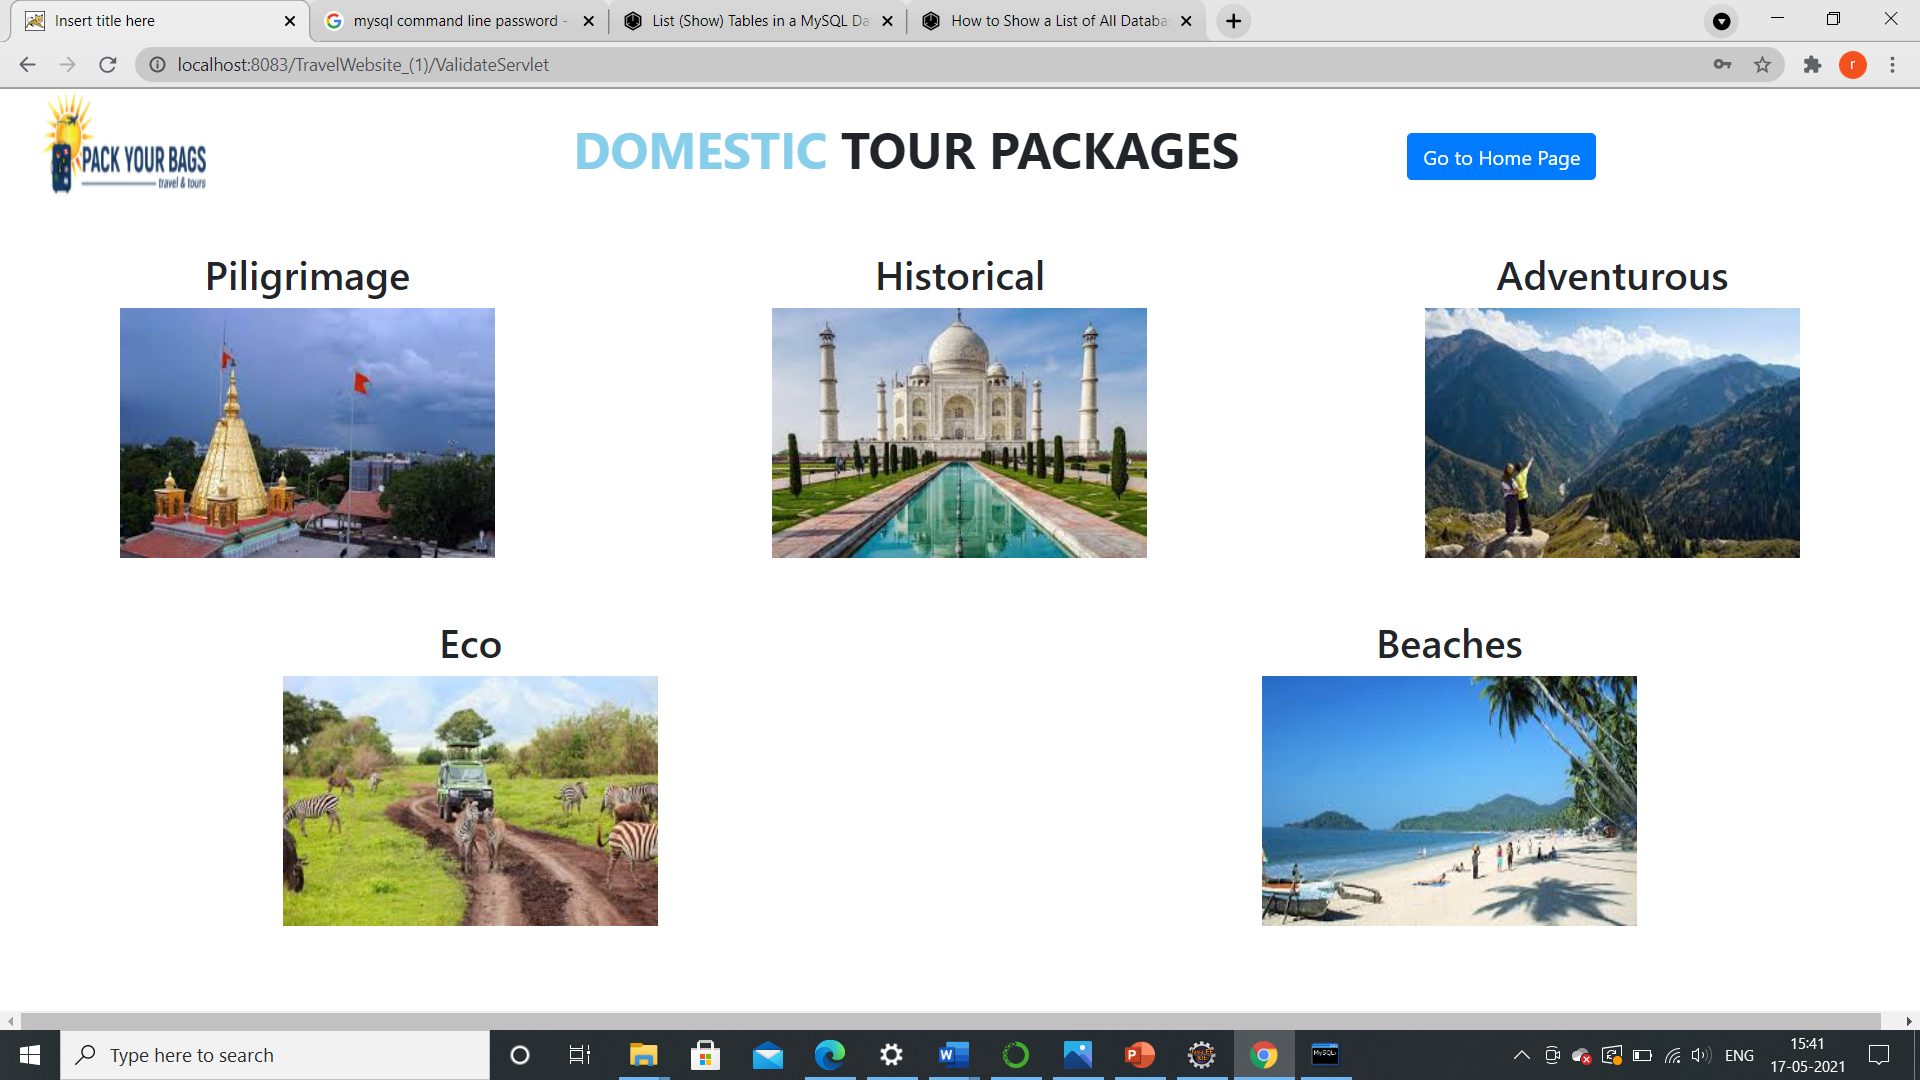 Insert title here
mysql command line password -
List (Show) Tables in a MySQL Da
How to Show a List of All Databa
r
localhost:8083/TravelWebsite_(1)/ValidateServlet
PACK YOUR BAGS
travel & tours
DOMESTIC TOUR PACKAGES
Go to Home Page
Piligrimage
Historical
Adventurous
Eco
Beaches
Type here to search
ENG
15:41
17-05-2021